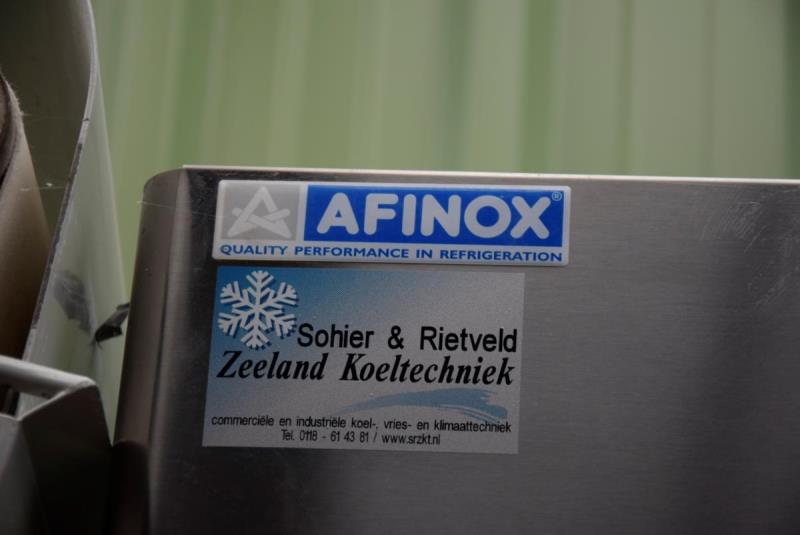 AFINOX®
QUALITY PERFORMANCE IN REFRIGERATION
Sohier & Rietveld
Zeeland Koeltechniek
commerciële en industriële koel-, vries- en klimaattechniek
Tel. 0118 - 61 43 81 / www.srzkt.nl